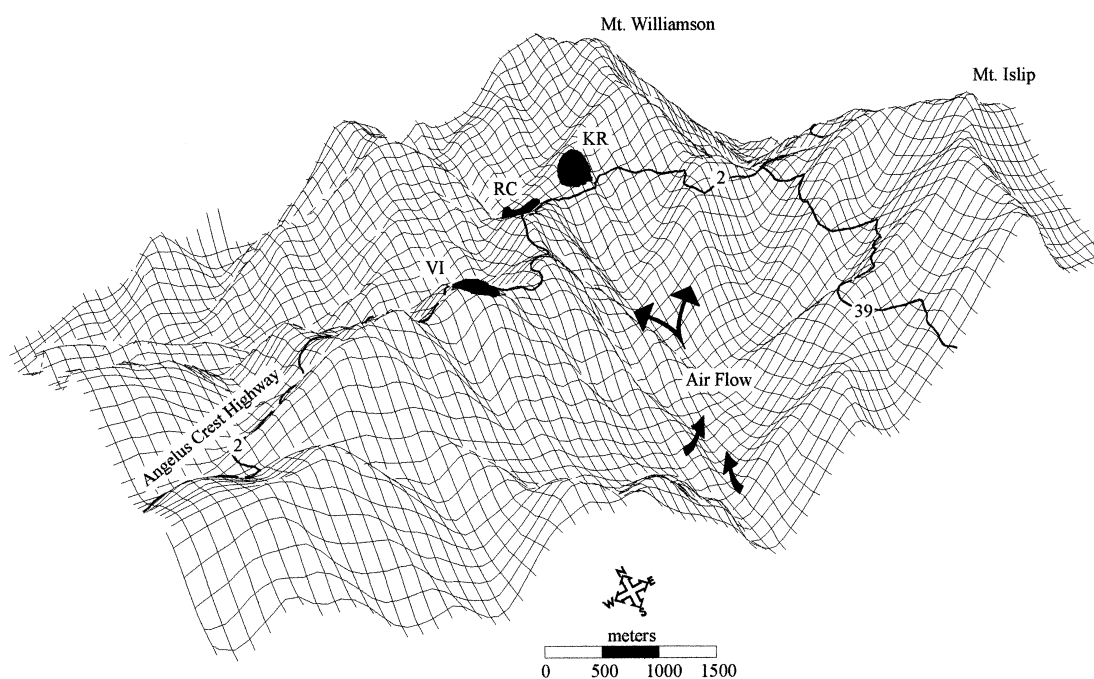 Mt. Williamson
Mt. Islip
KR
2
RC
VI
39
Air Flow
Angelus Crest Highway
2
N
E
W
S
meters
0 500 1000 1500